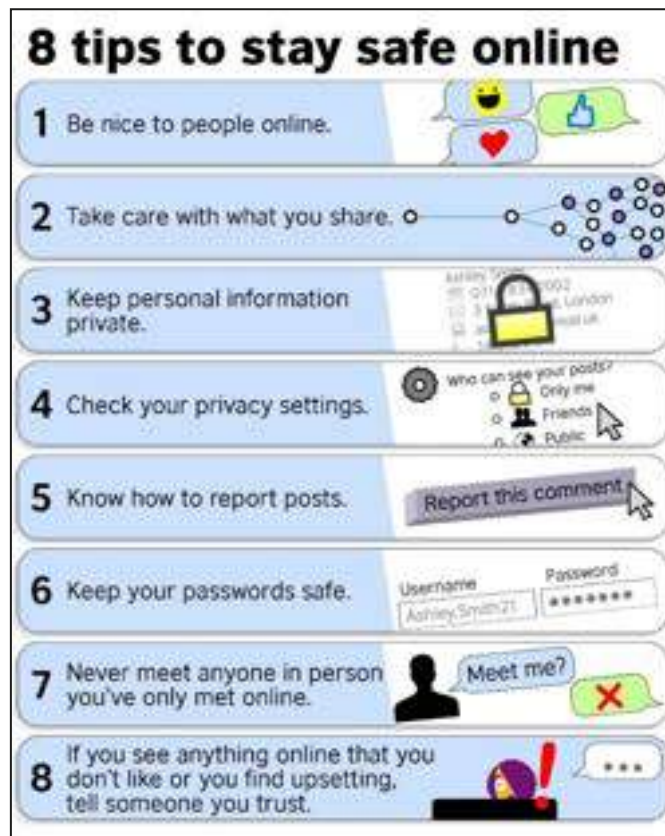 8 tips to stay safe online
1 Be nice to people online.
2 Take care with what you share.
3 Keep personal information
private.
Ashley
London
4 Check your privacy settings.
Who can see your posts?
Only me
Friends
Public
5 Know how to report posts.
Report this comment
6 Keep your passwords safe.
Username
Password
Ashley.Smith21
*******
7 Never meet anyone in person
you've only met online.
Meet me?
8 If you see anything online that you
don't like or you find upsetting,
tell someone you trust.
...